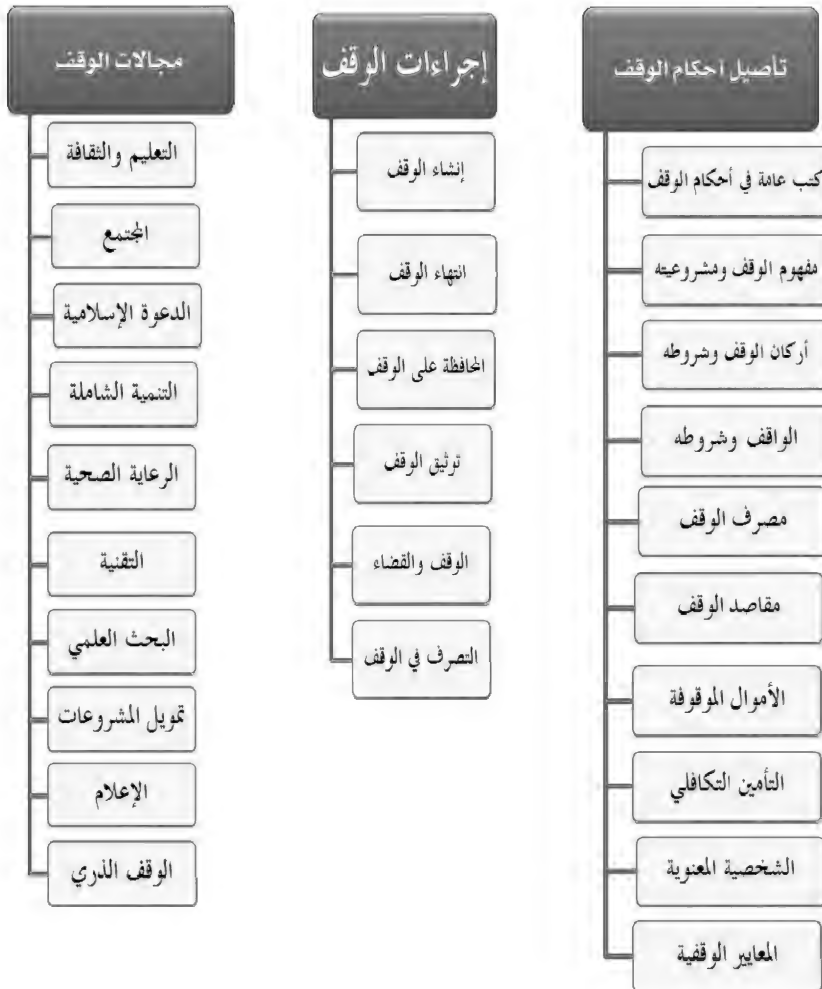 تأصيل احكام الوقف
كتب عامة في أحكام الوقف
مفهوم الوقف ومشروعيته
أركان الوقف وشروطه
الواقف وشروطه
مصرف الوقف
مقاصد الوقف
الأموال الموقوفة
التأمين التكافلي
الشخصية المعنوية
المعايير الوقفية
إجراءات الوقف
إنشاء الوقف
انتهاء الوقف
المحافظة على الوقف
توثيق الوقف
الوقف والقضاء
التصرف في الوقف
مجالات الوقف
التعليم والثقافة
المجتمع
الدعوة الإسلامية
التنمية الشاملة
الرعاية الصحية
التقنية
البحث العلمي
تمويل المشروعات
الإعلام
الوقف الذري